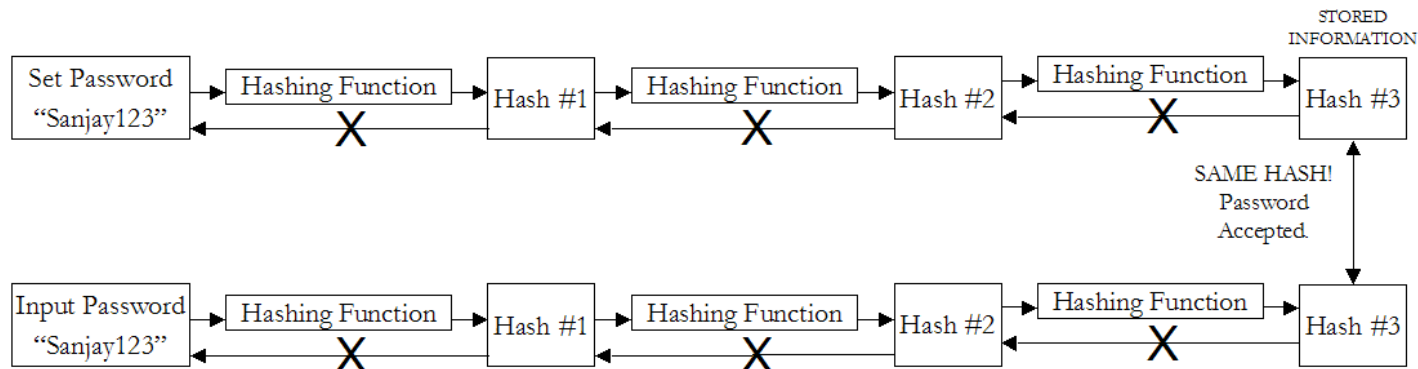 STORED
INFORMATION
Set Password
“Sanjay123”
Hashing Function
Hash #1
Hashing Function
Hash #2
Hashing Function
Hash #3
X
X
X
SAME HASH!
Password
Accepted.
Input Password
“Sanjay123”
Hashing Function
Hash #1
Hashing Function
Hash #2
Hashing Function
Hash #3
X
X
X